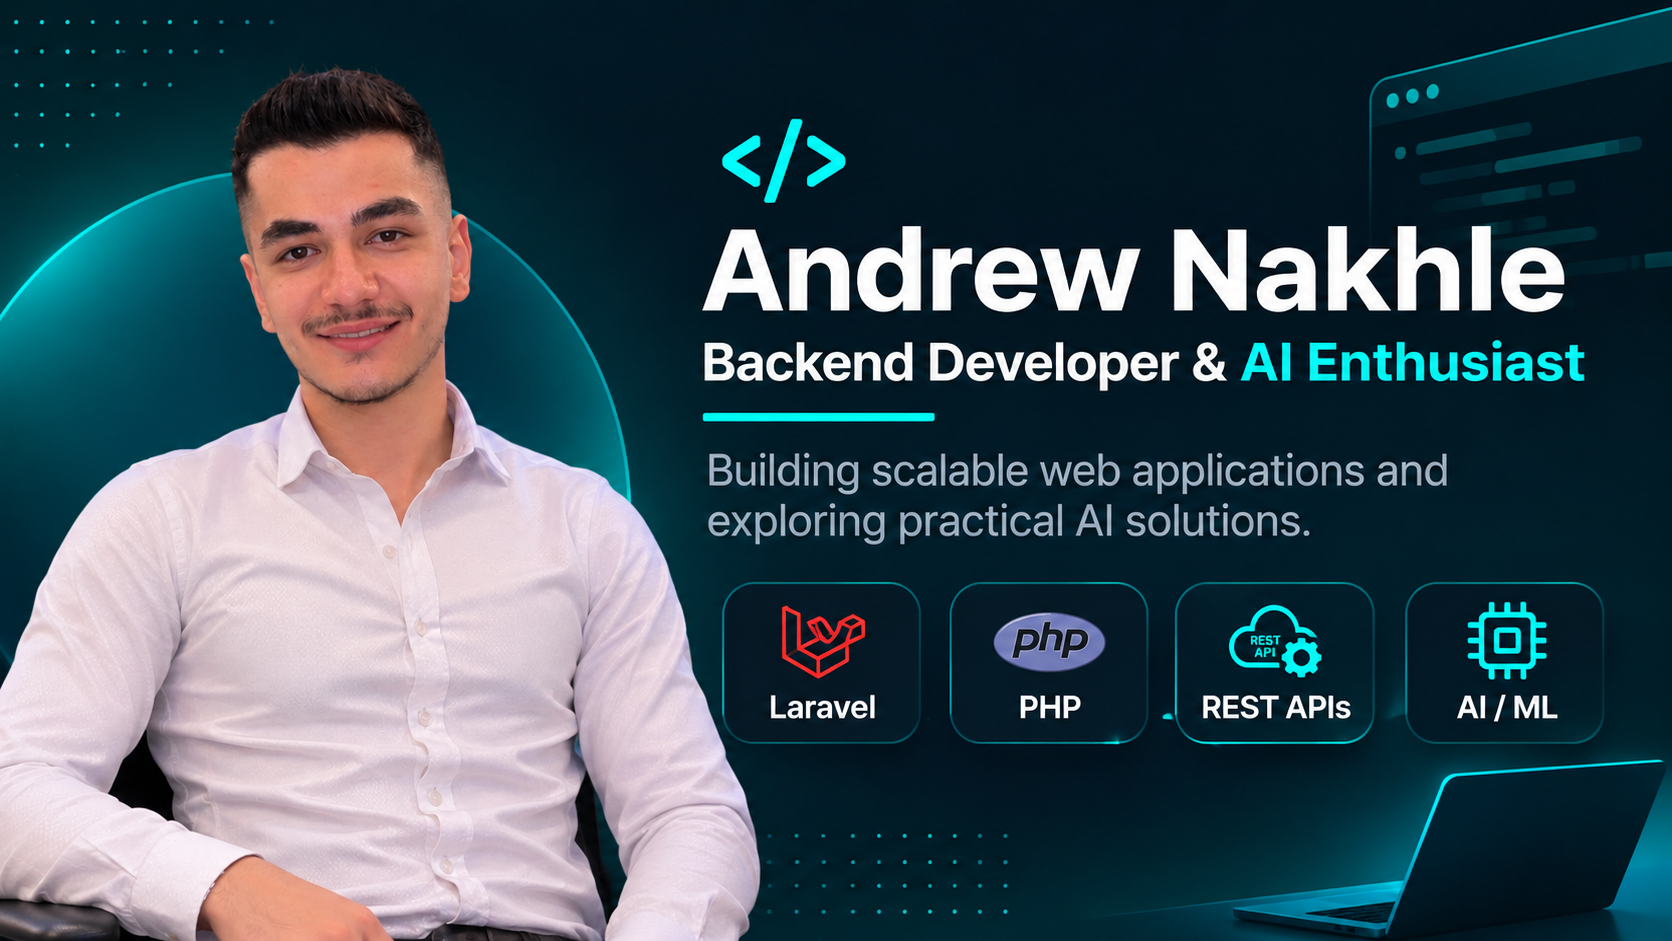 </>
Andrew Nakhle
Backend Developer & AI Enthusiast
Building scalable web applications and
exploring practical AI solutions.
Laravel
php
PHP
REST
API
REST APIs
AI / ML